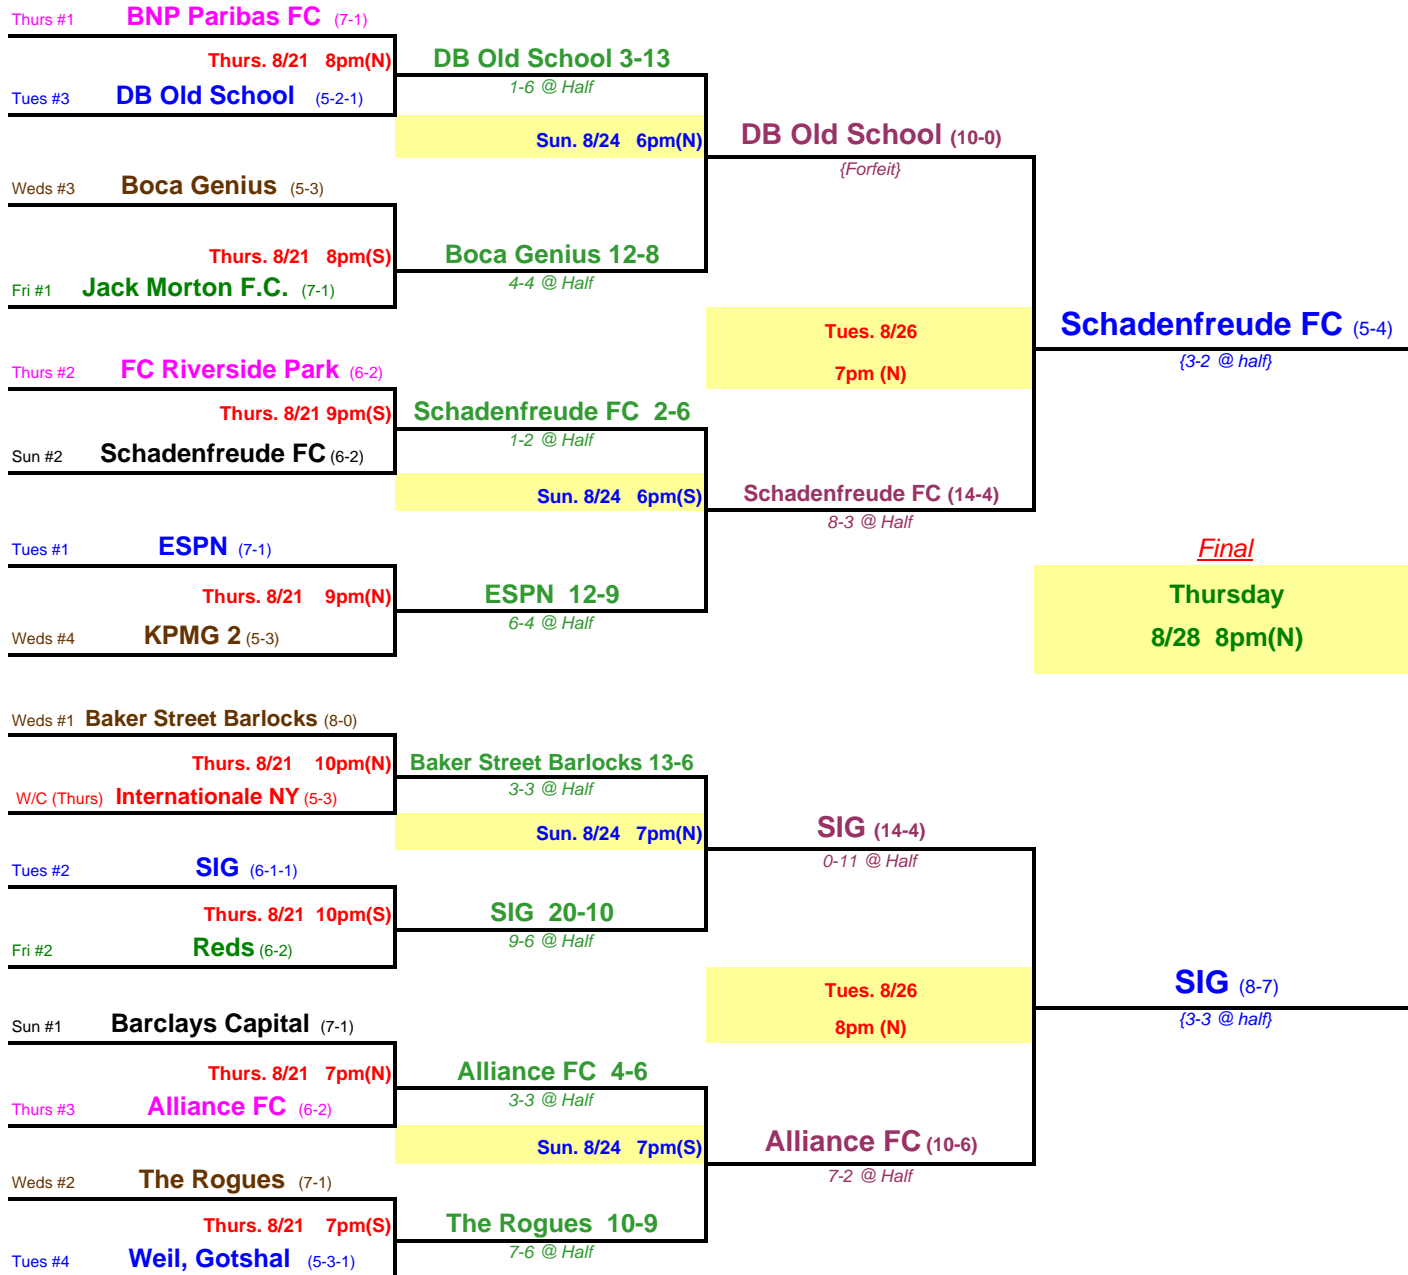 Thurs #1 BNP Paribas FC (7-1)
Thurs. 8/21 8pm(N)
DB Old School 3-13
1-6 @ Half
Tues #3 DB Old School (5-2-1)
Sun. 8/24 6pm(N)
DB Old School (10-0)
{Forfeit}
Weds #3 Boca Genius (5-3)
Thurs. 8/21 8pm(S)
Boca Genius 12-8
4-4 @ Half
Fri #1 Jack Morton F.C. (7-1)
Tues. 8/26
7pm (N)
Schadenfreude FC (5-4)
{3-2 @ half}
Thurs #2 FC Riverside Park (6-2)
Thurs. 8/21 9pm(S)
Schadenfreude FC 2-6
1-2 @ Half
Sun #2 Schadenfreude FC (6-2)
Sun. 8/24 6pm(S)
Schadenfreude FC (14-4)
8-3 @ Half
Tues #1 ESPN (7-1)
Thurs. 8/21 9pm(N)
ESPN 12-9
6-4 @ Half
Weds #4 KPMG 2 (5-3)
Final
Thursday
8/28 8pm(N)
Weds #1 Baker Street Barlocks (8-0)
Thurs. 8/21 10pm(N)
Baker Street Barlocks 13-6
3-3 @ Half
W/C (Thurs) Internationale NY (5-3)
Sun. 8/24 7pm(N)
SIG (14-4)
0-11 @ Half
Tues #2 SIG (6-1-1)
Thurs. 8/21 10pm(S)
SIG 20-10
9-6 @ Half
Fri #2 Reds (6-2)
Tues. 8/26
8pm (N)
SIG (8-7)
{3-3 @ half}
Sun #1 Barclays Capital (7-1)
Thurs. 8/21 7pm(N)
Alliance FC 4-6
3-3 @ Half
Thurs #3 Alliance FC (6-2)
Sun. 8/24 7pm(S)
Alliance FC (10-6)
7-2 @ Half
Weds #2 The Rogues (7-1)
Thurs. 8/21 7pm(S)
The Rogues 10-9
7-6 @ Half
Tues #4 Weil, Gotshal (5-3-1)